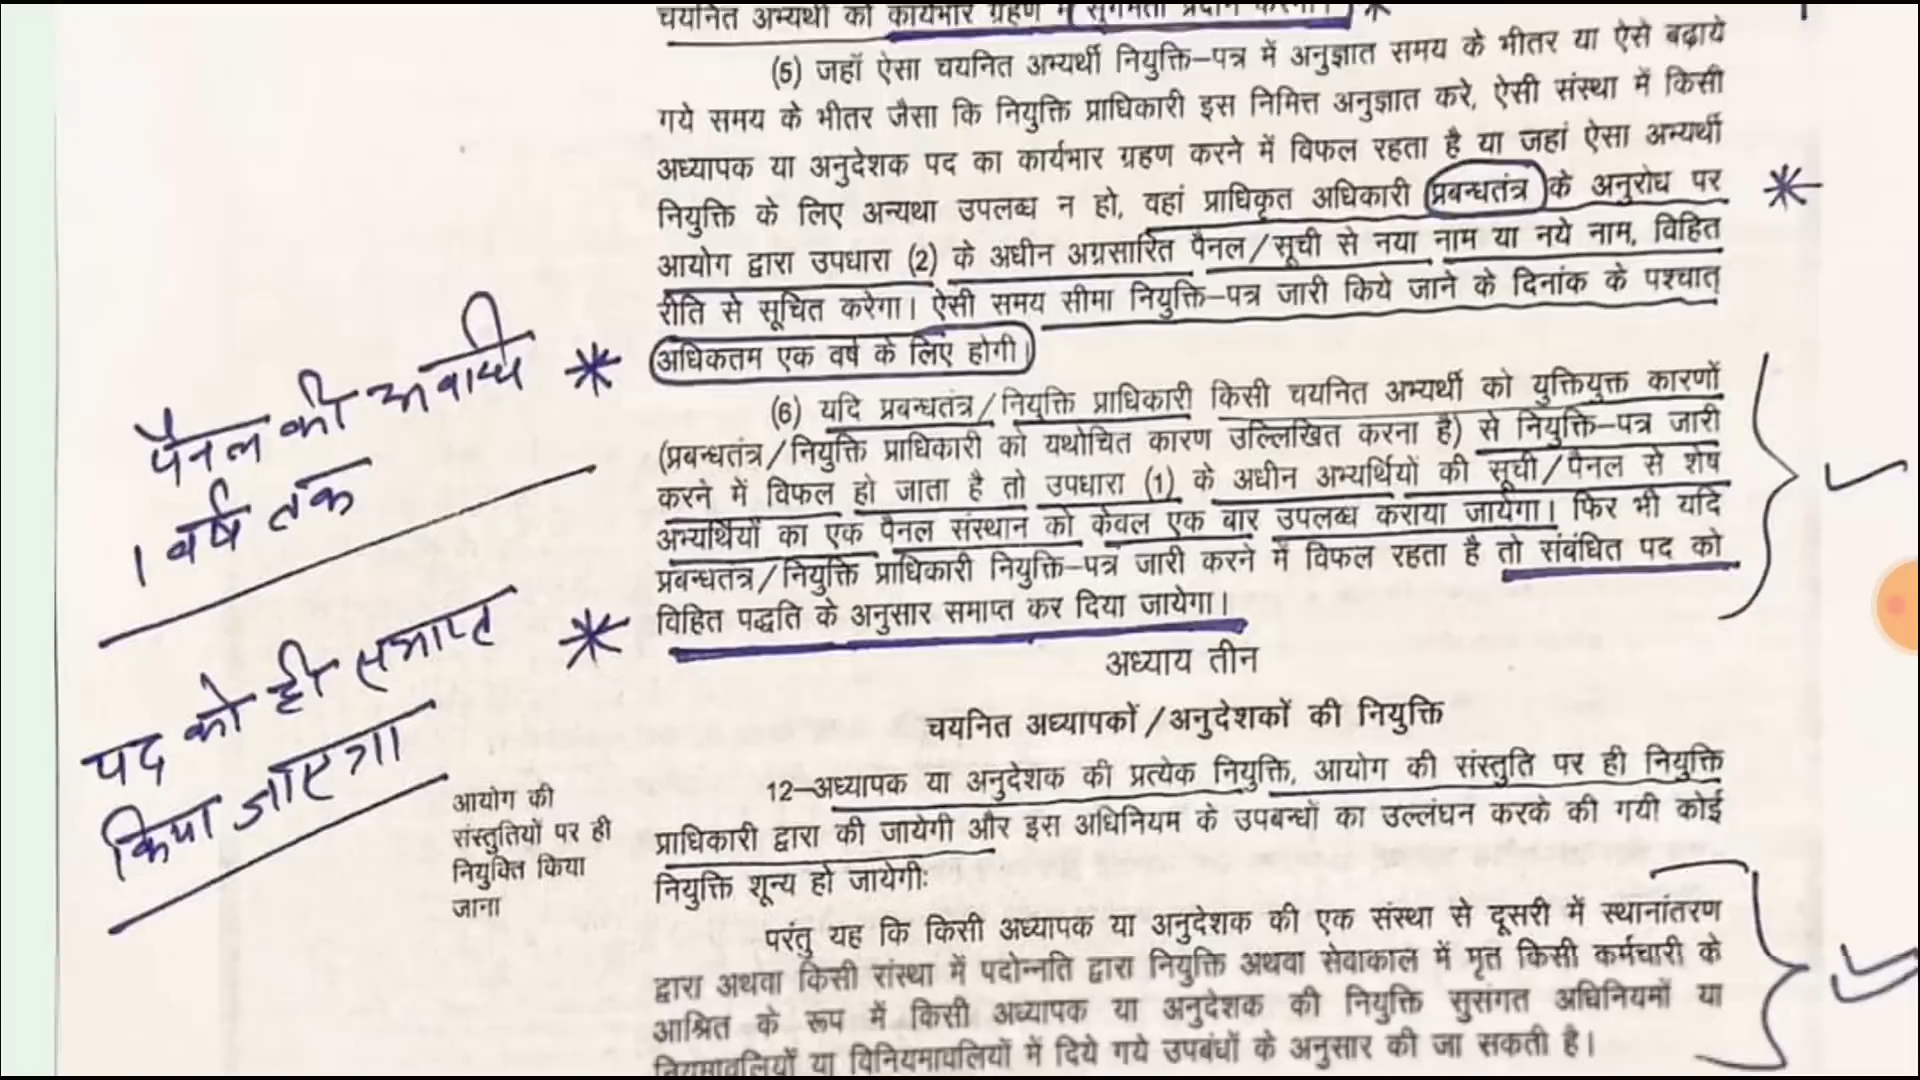 चयनित अभ्यर्थी को कार्यभार ग्रहण में सुगमता प्रदान करेगा।
(5) जहाँ ऐसा चयनित अभ्यर्थी नियुक्ति–पत्र में अनुज्ञात समय के भीतर या ऐसे बढ़ाये
गये समय के भीतर जैसा कि नियुक्ति प्राधिकारी इस निमित्त अनुज्ञात करे, ऐसी संस्था में किसी
अध्यापक या अनुदेशक पद का कार्यभार ग्रहण करने में विफल रहता है या जहां ऐसा अभ्यर्थी
नियुक्ति के लिए अन्यथा उपलब्ध न हो, वहां प्राधिकृत अधिकारी प्रबन्धतंत्र के अनुरोध पर
आयोग द्वारा उपधारा (2) के अधीन अग्रसारित पैनल/सूची से नया नाम या नये नाम, विहित
रीति से सूचित करेगा। ऐसी समय सीमा नियुक्ति–पत्र जारी किये जाने के दिनांक के पश्चात्
अधिकतम एक वर्ष के लिए होगी।
पैनल की अवधि
1 वर्ष तक
(6) यदि प्रबन्धतंत्र/नियुक्ति प्राधिकारी किसी चयनित अभ्यर्थी को युक्तियुक्त कारणों
(प्रबन्धतंत्र/नियुक्ति प्राधिकारी को यथोचित कारण उल्लिखित करना है) से नियुक्ति–पत्र जारी
करने में विफल हो जाता है तो उपधारा (1) के अधीन अभ्यर्थियों की सूची/पैनल से शेष
अभ्यर्थियों का एक पैनल संस्थान को केवल एक बार उपलब्ध कराया जायेगा। फिर भी यदि
प्रबन्धतंत्र/नियुक्ति प्राधिकारी नियुक्ति–पत्र जारी करने में विफल रहता है तो संबंधित पद को
विहित पद्धति के अनुसार समाप्त कर दिया जायेगा।
पद को ही समाप्त
किया जाएगा
अध्याय तीन
चयनित अध्यापकों/अनुदेशकों की नियुक्ति
आयोग की
संस्तुतियों पर ही
नियुक्ति किया
जाना
12–अध्यापक या अनुदेशक की प्रत्येक नियुक्ति, आयोग की संस्तुति पर ही नियुक्ति
प्राधिकारी द्वारा की जायेगी और इस अधिनियम के उपबन्धों का उल्लंघन करके की गयी कोई
नियुक्ति शून्य हो जायेगीः
परंतु यह कि किसी अध्यापक या अनुदेशक की एक संस्था से दूसरी में स्थानांतरण
द्वारा अथवा किसी संस्था में पदोन्नति द्वारा नियुक्ति अथवा सेवाकाल में मृत किसी कर्मचारी के
आश्रित के रूप में किसी अध्यापक या अनुदेशक की नियुक्ति सुसंगत अधिनियमों या
नियमावलियों या विनियमावलियों में दिये गये उपबंधों के अनुसार की जा सकती है।